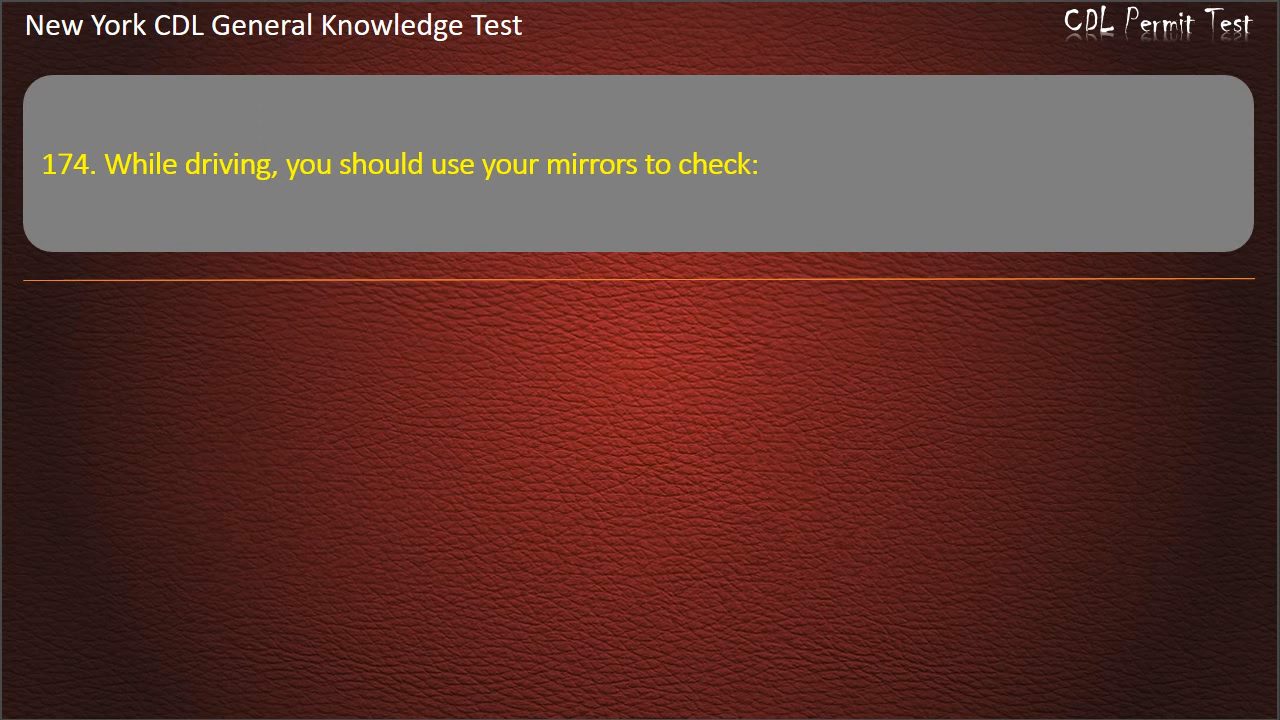 New York CDL General Knowledge Test
CDL Permit Test
174. While driving, you should use your mirrors to check: